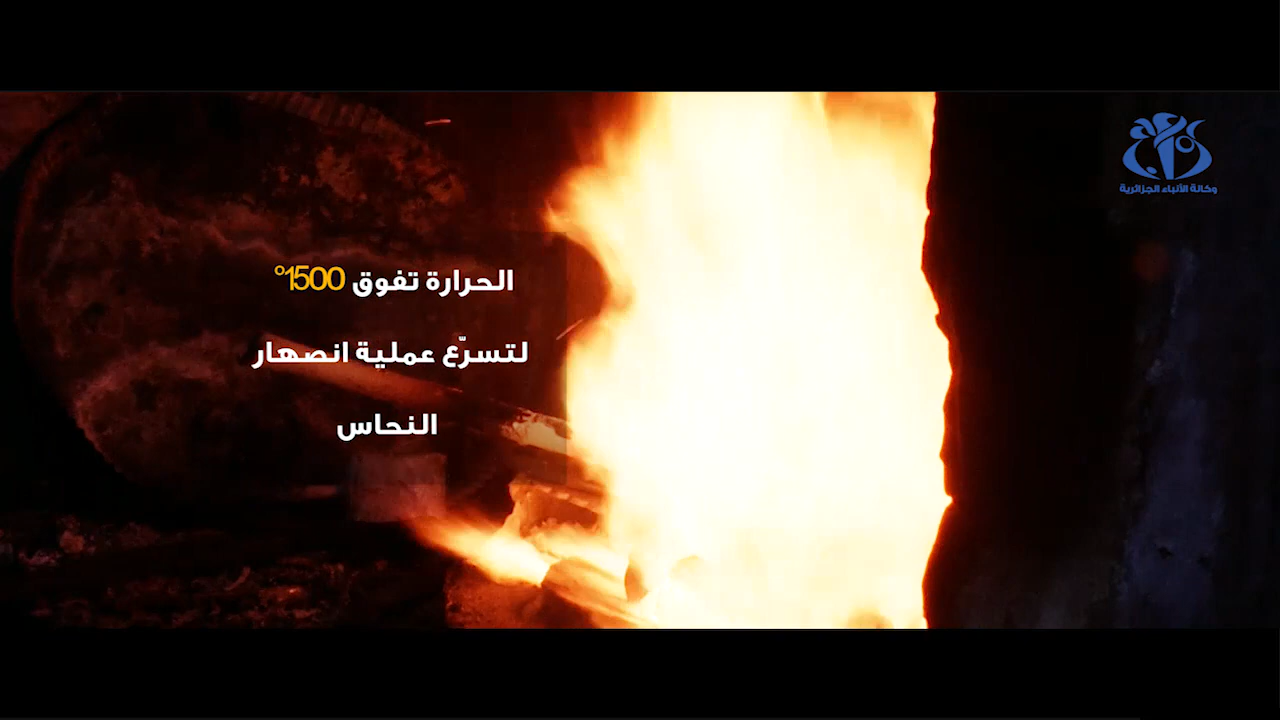 وكالة الأنباء الجزائرية
الحرارة تفوق 1500°
لتسرّع عملية انصهار
النحاس